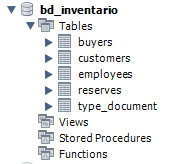 bd_inventario
Tables
buyers
customers
employees
reserves
type_document
Views
Stored Procedures
Functions